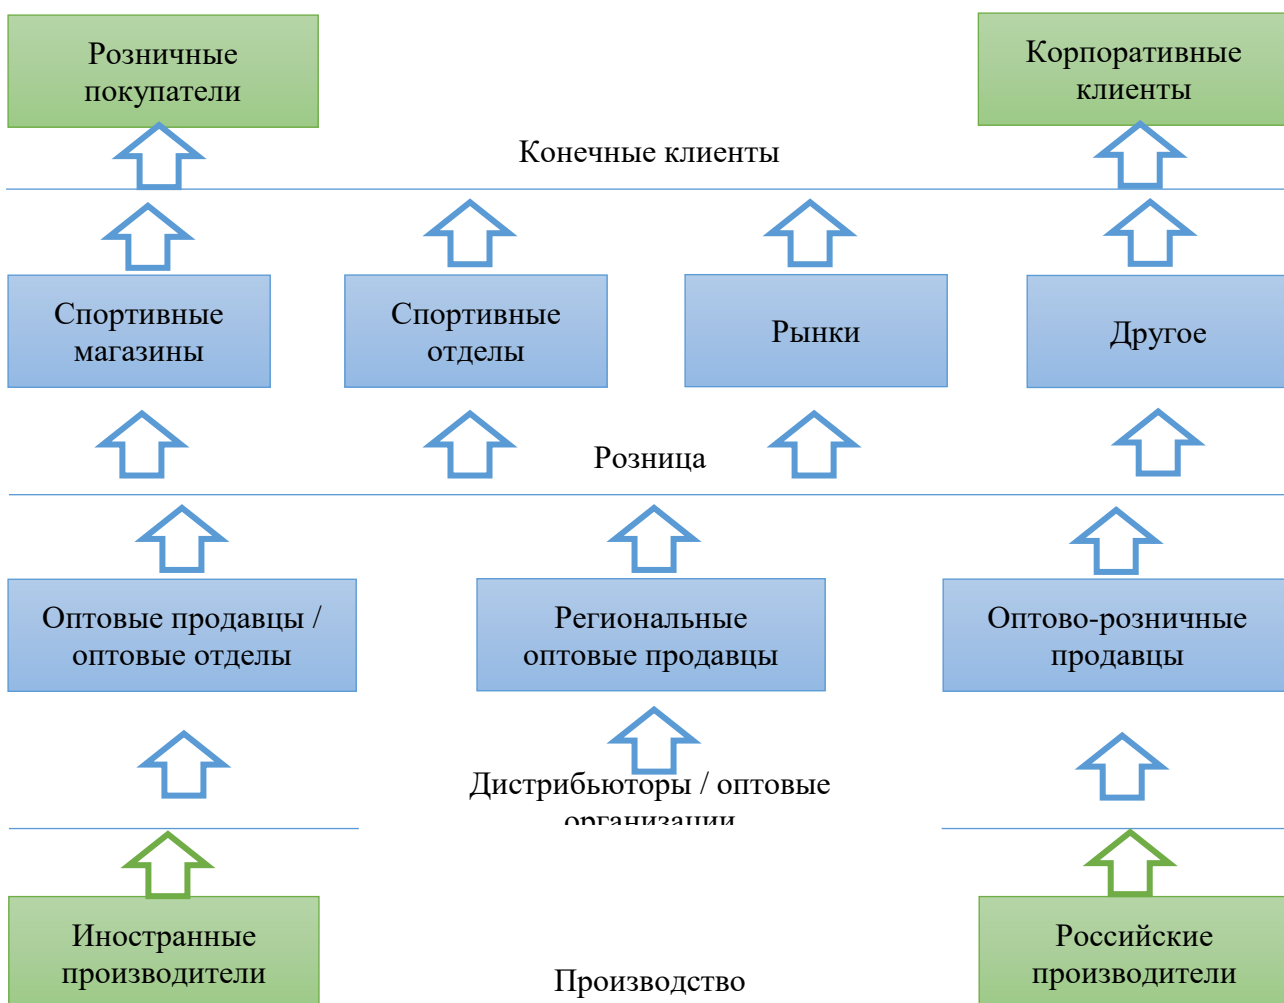 Розничные
покупатели
Корпоративные
клиенты
Конечные клиенты
Спортивные
магазины
Спортивные
отделы
Рынки
Другое
Розница
Оптовые продавцы /
оптовые отделы
Региональные
оптовые продавцы
Оптово-розничные
продавцы
Дистрибьюторы / оптовые
организации
Иностранные
производители
Российские
производители
Производство